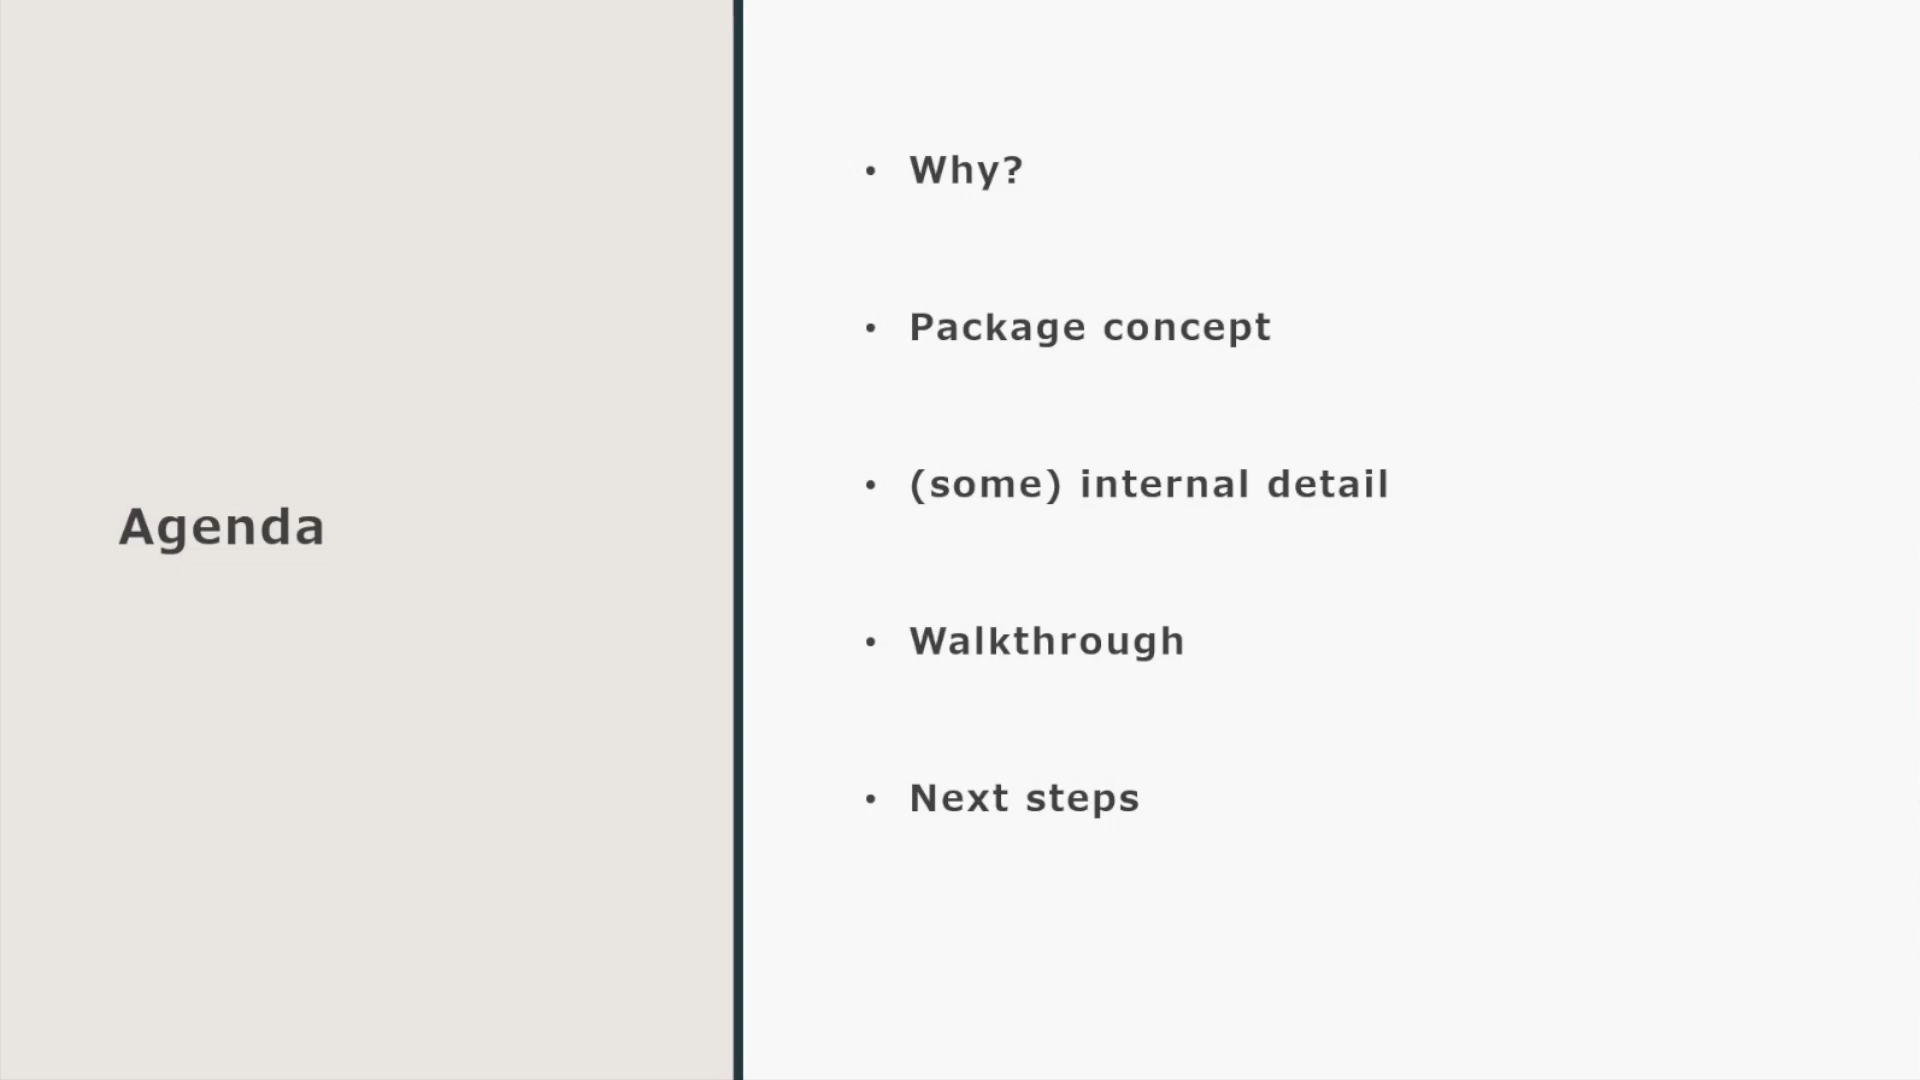 Agenda
• Why?
• Package concept
• (some) internal detail
• Walkthrough
• Next steps